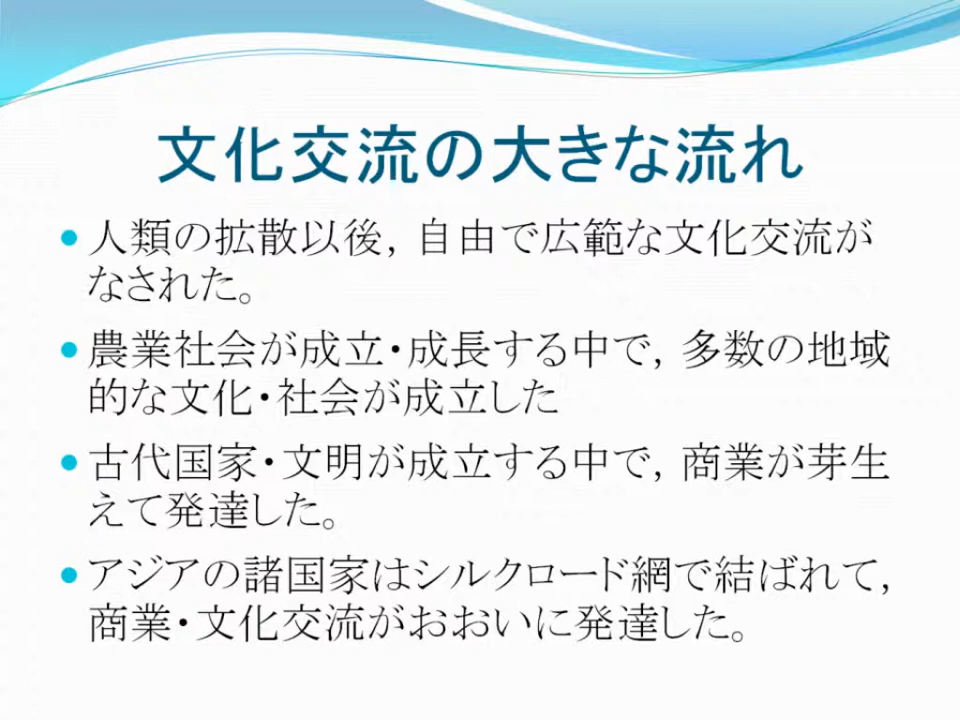 文化交流の大きな流れ
• 人類の拡散以後, 自由で広範な文化交流が
なされた。
• 農業社会が成立・成長する中で, 多数の地域
的な文化・社会が成立した
• 古代国家・文明が成立する中で, 商業が芽生
えて発達した。
• アジアの諸国家はシルクロード網で結ばれて,
商業・文化交流がおおいに発達した。